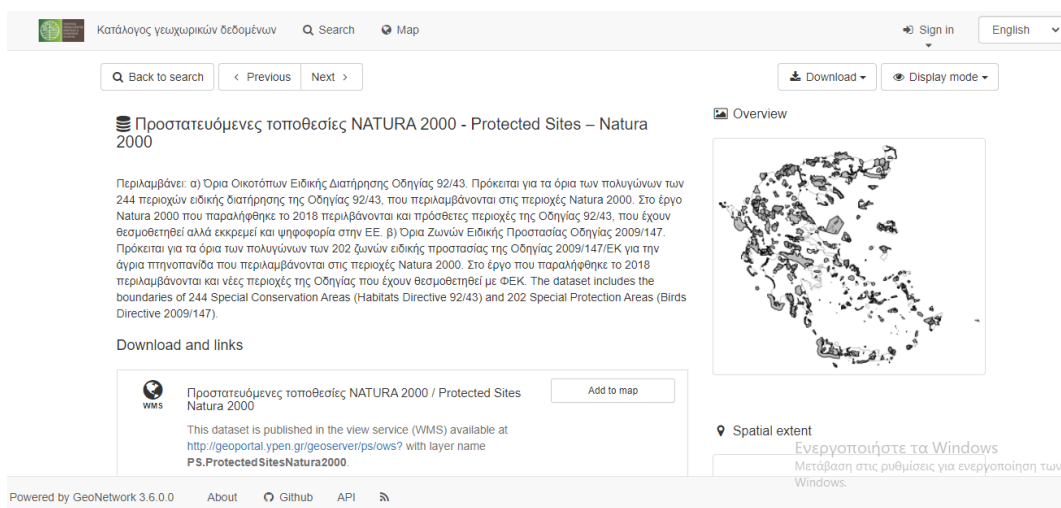 Κατάλογος γεωχωρικών δεδομένων Search Map Sign in English
Back to search Previous Next Download Display mode
Προστατευόμενες τοποθεσίες NATURA 2000 - Protected Sites – Natura
2000
Περιλαμβάνει: α) Όρια Οικοτόπων Ειδικής Διατήρησης Οδηγίας 92/43. Πρόκειται για τα όρια των πολυγώνων των
244 περιοχών ειδικής διατήρησης της Οδηγίας 92/43, που περιλαμβάνονται στις περιοχές Natura 2000. Στο έργο
Natura 2000 που παραλήφθηκε το 2018 περιλβάνονται και πρόσθετες περιοχές της Οδηγίας 92/43, που έχουν
θεσμοθετηθεί αλλά εκκρεμεί και ψηφοφορία στην ΕΕ. β) Όρια Ζωνών Ειδικής Προστασίας Οδηγίας 2009/147.
Πρόκειται για τα όρια των πολυγώνων των 202 ζωνών ειδικής προστασίας της Οδηγίας 2009/147/ΕΚ για την
άγρια πτηνοπανίδα που περιλαμβάνονται στις περιοχές Natura 2000. Στο έργο που παραλήφθηκε το 2018
περιλαμβάνονται και νέες περιοχές της Οδηγίας που έχουν θεσμοθετηθεί με ΦΕΚ. The dataset includes the
boundaries of 244 Special Conservation Areas (Habitats Directive 92/43) and 202 Special Protection Areas (Birds
Directive 2009/147).
Download and links
WMS
Προστατευόμενες τοποθεσίες NATURA 2000 / Protected Sites
Natura 2000
Add to map
This dataset is published in the view service (WMS) available at
http://geoportal.ypen.gr/geoserver/ps/ows? with layer name
PS.ProtectedSitesNatura2000.
Overview
Spatial extent
Ενεργοποιήστε τα Windows
Μετάβαση στις ρυθμίσεις για ενεργοποίηση των
Windows.
Powered by GeoNetwork 3.6.0.0 About Github API